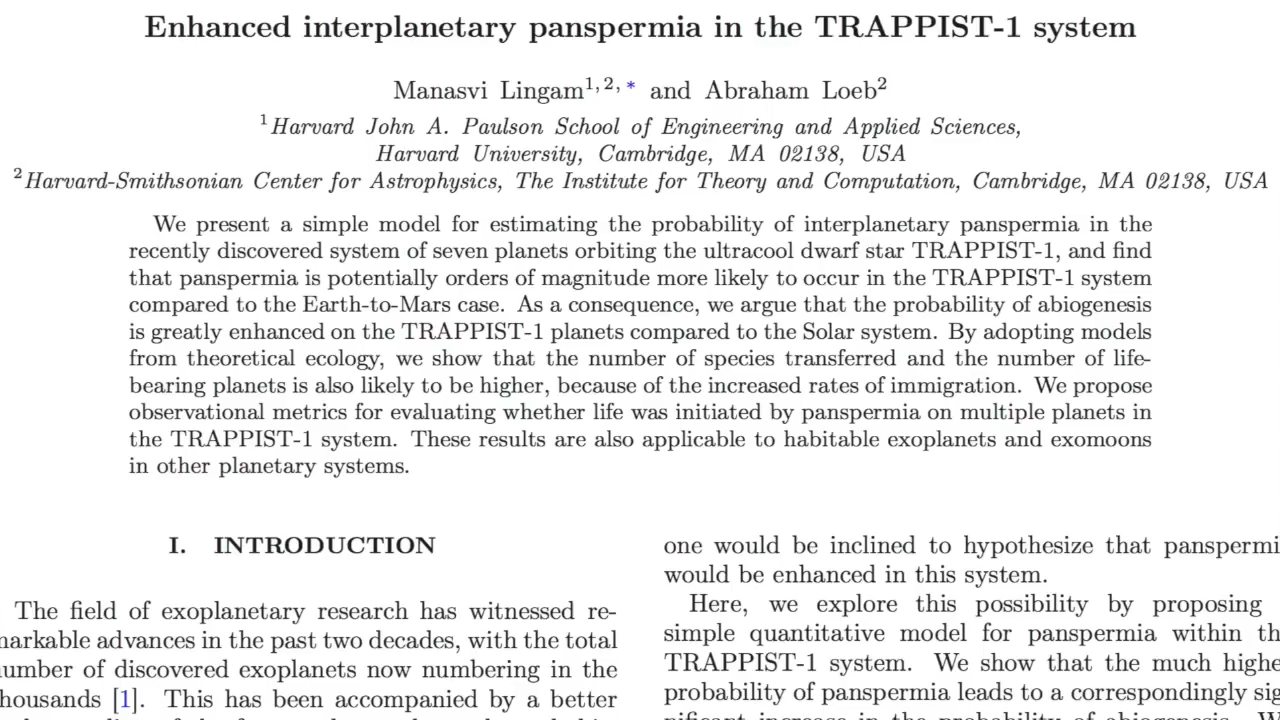 Enhanced interplanetary panspermia in the TRAPPIST-1 system
Manasvi Lingam1, 2, * and Abraham Loeb2
1Harvard John A. Paulson School of Engineering and Applied Sciences,
Harvard University, Cambridge, MA 02138, USA
2Harvard-Smithsonian Center for Astrophysics, The Institute for Theory and Computation, Cambridge, MA 02138, USA
We present a simple model for estimating the probability of interplanetary panspermia in the
recently discovered system of seven planets orbiting the ultracool dwarf star TRAPPIST-1, and find
that panspermia is potentially orders of magnitude more likely to occur in the TRAPPIST-1 system
compared to the Earth-to-Mars case. As a consequence, we argue that the probability of abiogenesis
is greatly enhanced on the TRAPPIST-1 planets compared to the Solar system. By adopting models
from theoretical ecology, we show that the number of species transferred and the number of life-
bearing planets is also likely to be higher, because of the increased rates of immigration. We propose
observational metrics for evaluating whether life was initiated by panspermia on multiple planets in
the TRAPPIST-1 system. These results are also applicable to habitable exoplanets and exomoons
in other planetary systems.
I. INTRODUCTION
The field of exoplanetary research has witnessed re-
markable advances in the past two decades, with the total
number of discovered exoplanets now numbering in the
thousands [1]. This has been accompanied by a better
one would be inclined to hypothesize that panspermi
would be enhanced in this system.
Here, we explore this possibility by proposing
simple quantitative model for panspermia within th
TRAPPIST-1 system. We show that the much highe
probability of panspermia leads to a correspondingly sig
nificant increase in the probability of abiogenesis. W